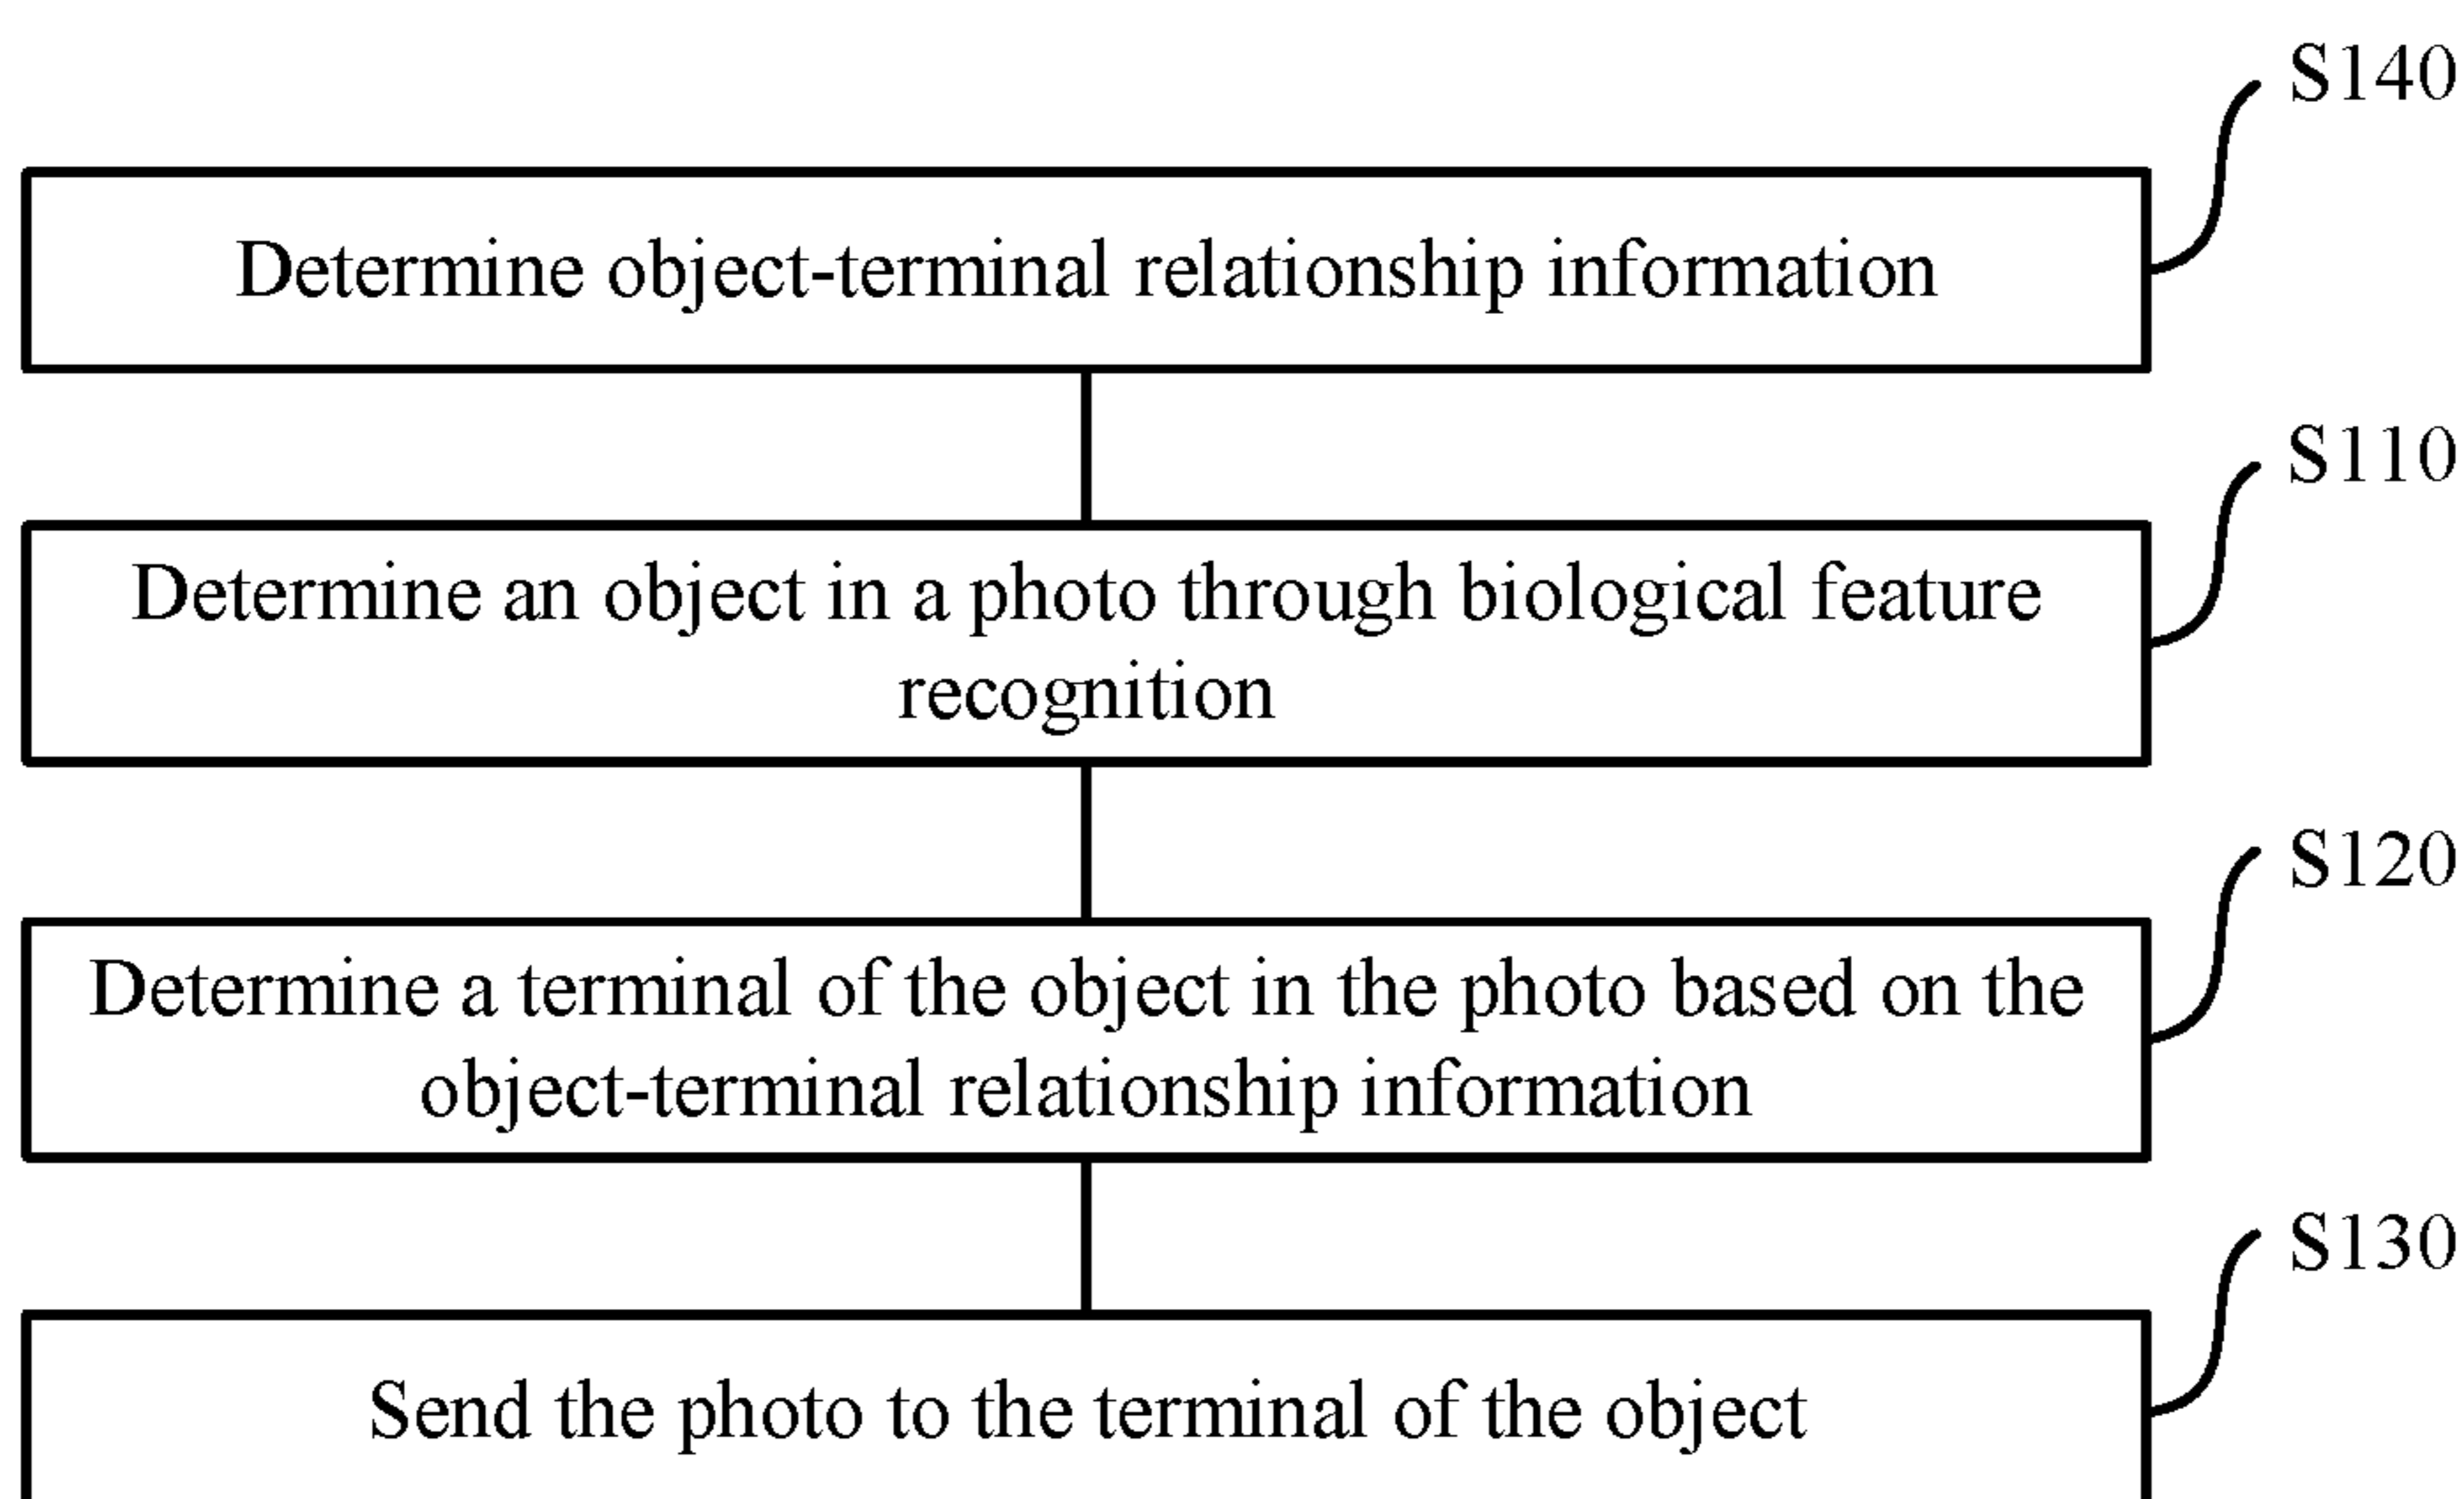 S140
Determine object-terminal relationship information
S110
Determine an object in a photo through biological feature
recognition
S120
Determine a terminal of the object in the photo based on the
object-terminal relationship information
S130
Send the photo to the terminal of the object